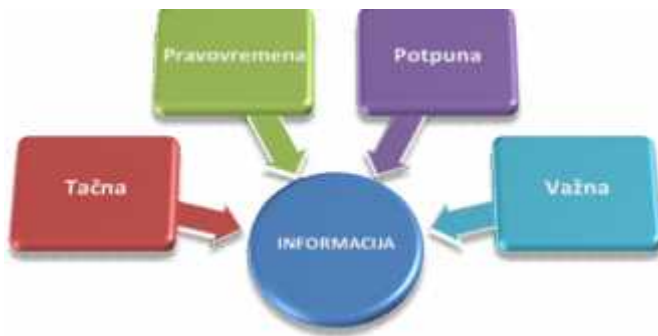 Pravovremena
Potpuna
Tačna
Važna
INFORMACIJA